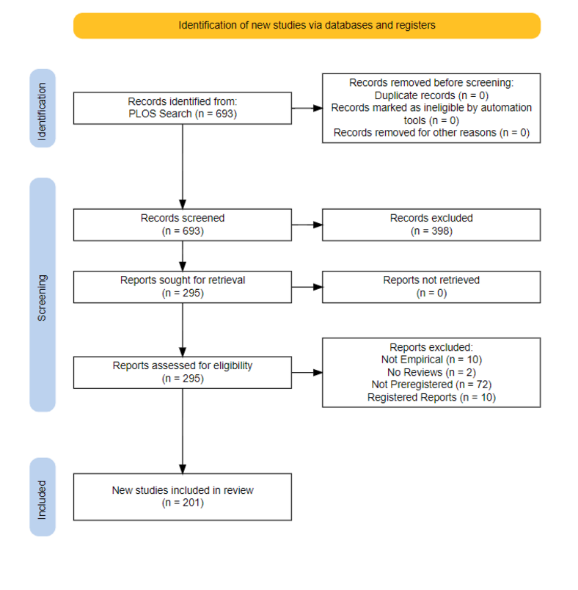 Identification of new studies via databases and registers
Identification
Records identified from:
PLOS Search (n = 693)
Records removed before screening:
Duplicate records (n = 0)
Records marked as ineligible by automation
tools (n = 0)
Records removed for other reasons (n = 0)
Screening
Records screened
(n = 693)
Records excluded
(n = 398)
Reports sought for retrieval
(n = 295)
Reports not retrieved
(n = 0)
Reports assessed for eligibility
(n = 295)
Reports excluded:
Not Empirical (n = 10)
No Reviews (n = 2)
Not Preregistered (n = 72)
Registered Reports (n = 10)
Included
New studies included in review
(n = 201)